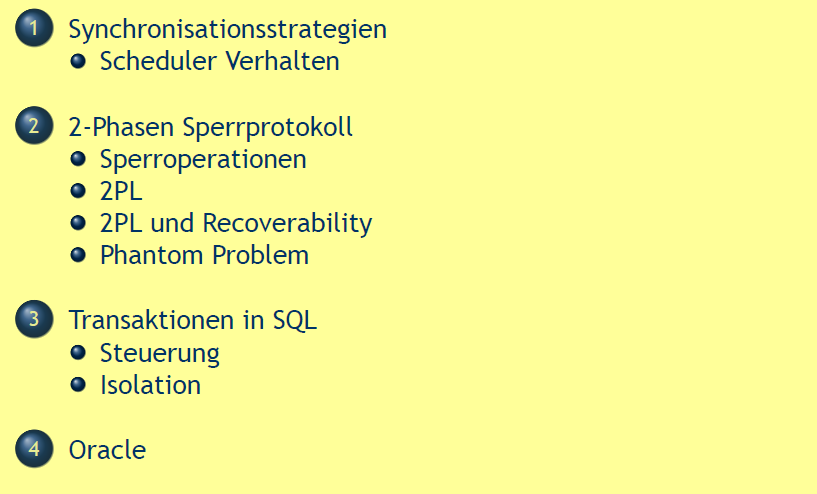 1 Synchronisationsstrategien
Scheduler Verhalten
2 2-Phasen Sperrprotokoll
Sperroperationen
2PL
2PL und Recoverability
Phantom Problem
3 Transaktionen in SQL
Steuerung
Isolation
4 Oracle